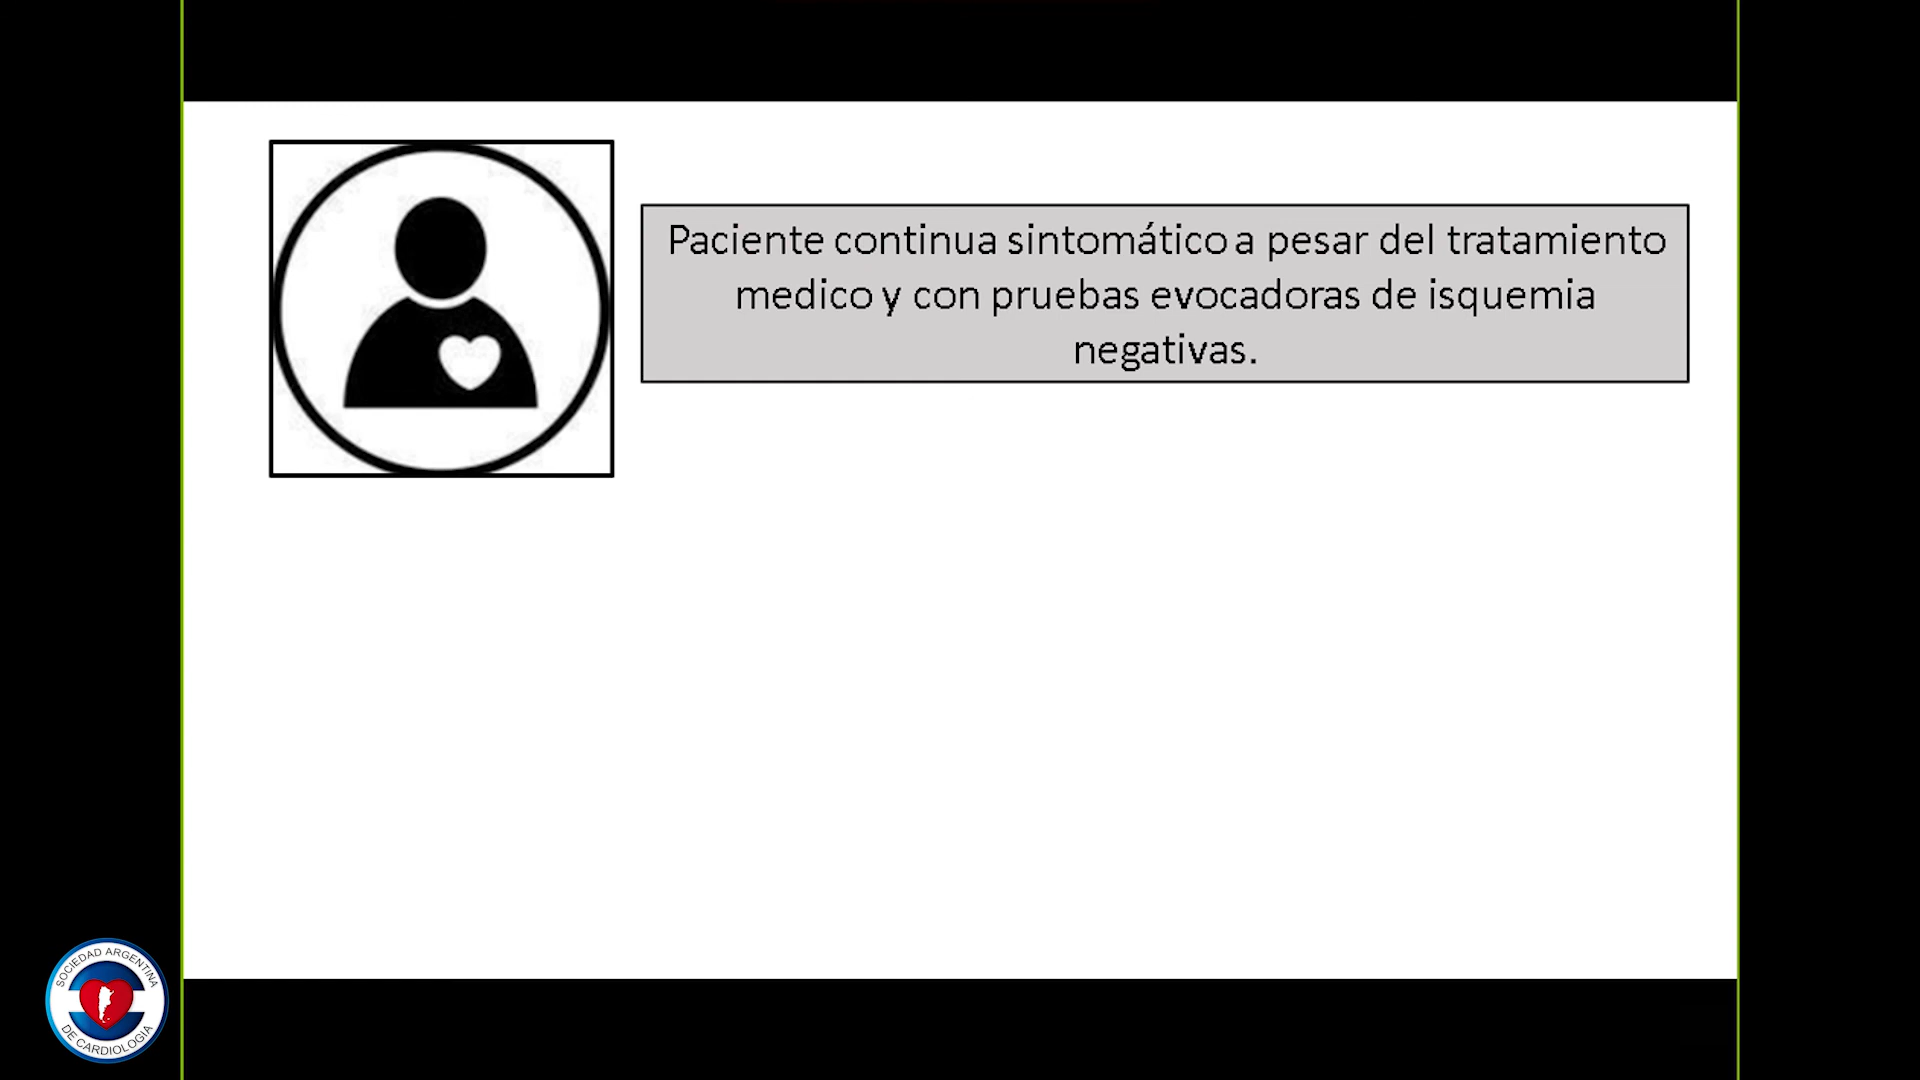 Paciente continua sintomático a pesar del tratamiento
medico y con pruebas evocadoras de isquemia
negativas.
SOCIEDAD ARGENTINA
DE CARDIOLOGIA